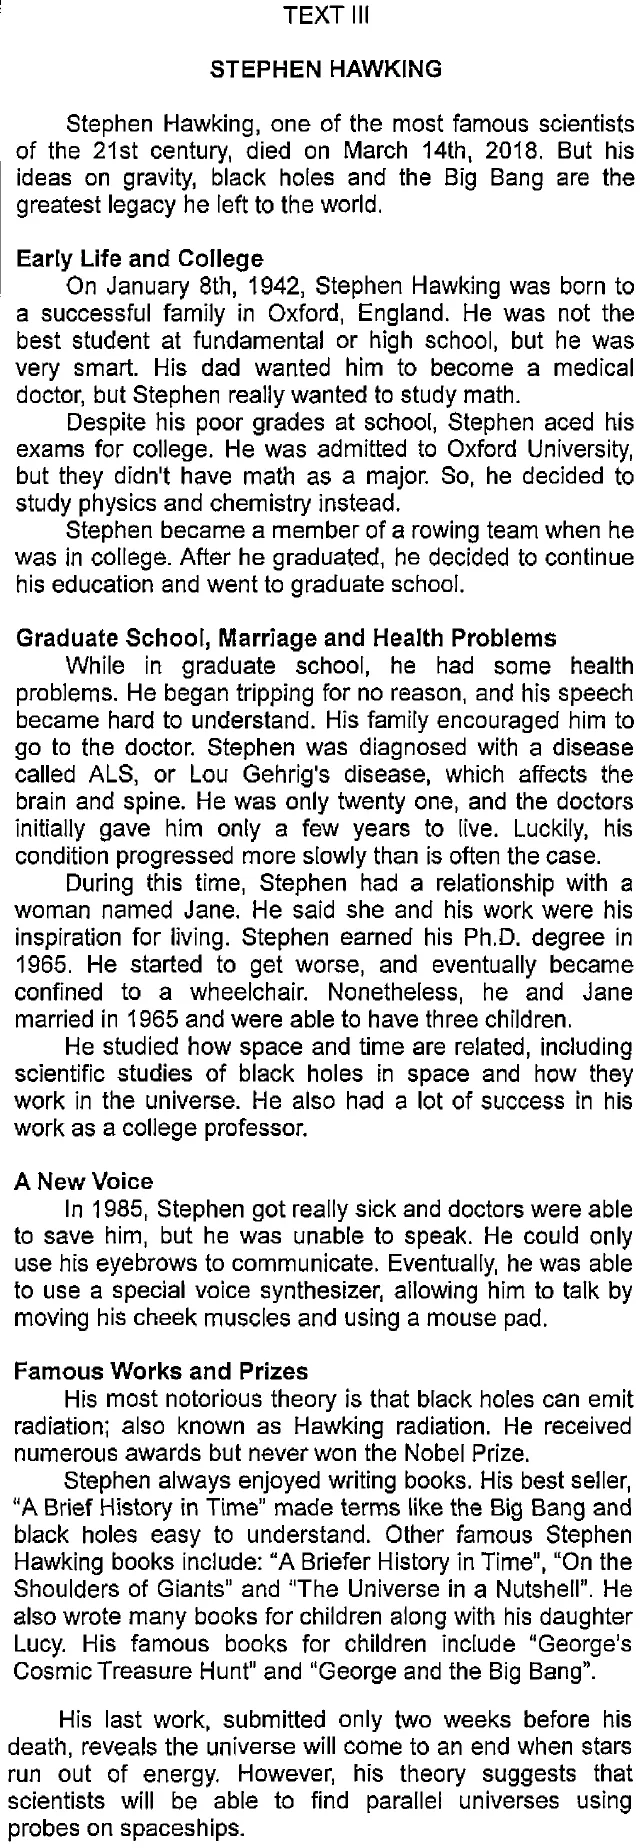 TEXT III
STEPHEN HAWKING
Stephen Hawking, one of the most famous scientists
of the 21st century, died on March 14th, 2018. But his
ideas on gravity, black holes and the Big Bang are the
greatest legacy he left to the world.
Early Life and College
On January 8th, 1942, Stephen Hawking was born to
a successful family in Oxford, England. He was not the
best student at fundamental or high school, but he was
very smart. His dad wanted him to become a medical
doctor, but Stephen really wanted to study math.
Despite his poor grades at school, Stephen aced his
exams for college. He was admitted to Oxford University,
but they didn't have math as a major. So, he decided to
study physics and chemistry instead.
Stephen became a member of a rowing team when he
was in college. After he graduated, he decided to continue
his education and went to graduate school.
Graduate School, Marriage and Health Problems
While in graduate school, he had some health
problems. He began tripping for no reason, and his speech
became hard to understand. His family encouraged him to
go to the doctor. Stephen was diagnosed with a disease
called ALS, or Lou Gehrig's disease, which affects the
brain and spine. He was only twenty one, and the doctors
initially gave him only a few years to live. Luckily, his
condition progressed more slowly than is often the case.
During this time, Stephen had a relationship with a
woman named Jane. He said she and his work were his
inspiration for living. Stephen earned his Ph.D. degree in
1965. He started to get worse, and eventually became
confined to a wheelchair. Nonetheless, he and Jane
married in 1965 and were able to have three children.
He studied how space and time are related, including
scientific studies of black holes in space and how they
work in the universe. He also had a lot of success in his
work as a college professor.
A New Voice
In 1985, Stephen got really sick and doctors were able
to save him, but he was unable to speak. He could only
use his eyebrows to communicate. Eventually, he was able
to use a special voice synthesizer, allowing him to talk by
moving his cheek muscles and using a mouse pad.
Famous Works and Prizes
His most notorious theory is that black holes can emit
radiation; also known as Hawking radiation. He received
numerous awards but never won the Nobel Prize.
Stephen always enjoyed writing books. His best seller,
“A Brief History in Time” made terms like the Big Bang and
black holes easy to understand. Other famous Stephen
Hawking books include: “A Briefer History in Time”, “On the
Shoulders of Giants” and “The Universe in a Nutshell”. He
also wrote many books for children along with his daughter
Lucy. His famous books for children include “George's
Cosmic Treasure Hunt” and “George and the Big Bang”.
His last work, submitted only two weeks before his
death, reveals the universe will come to an end when stars
run out of energy. However, his theory suggests that
scientists will be able to find parallel universes using
probes on spaceships.